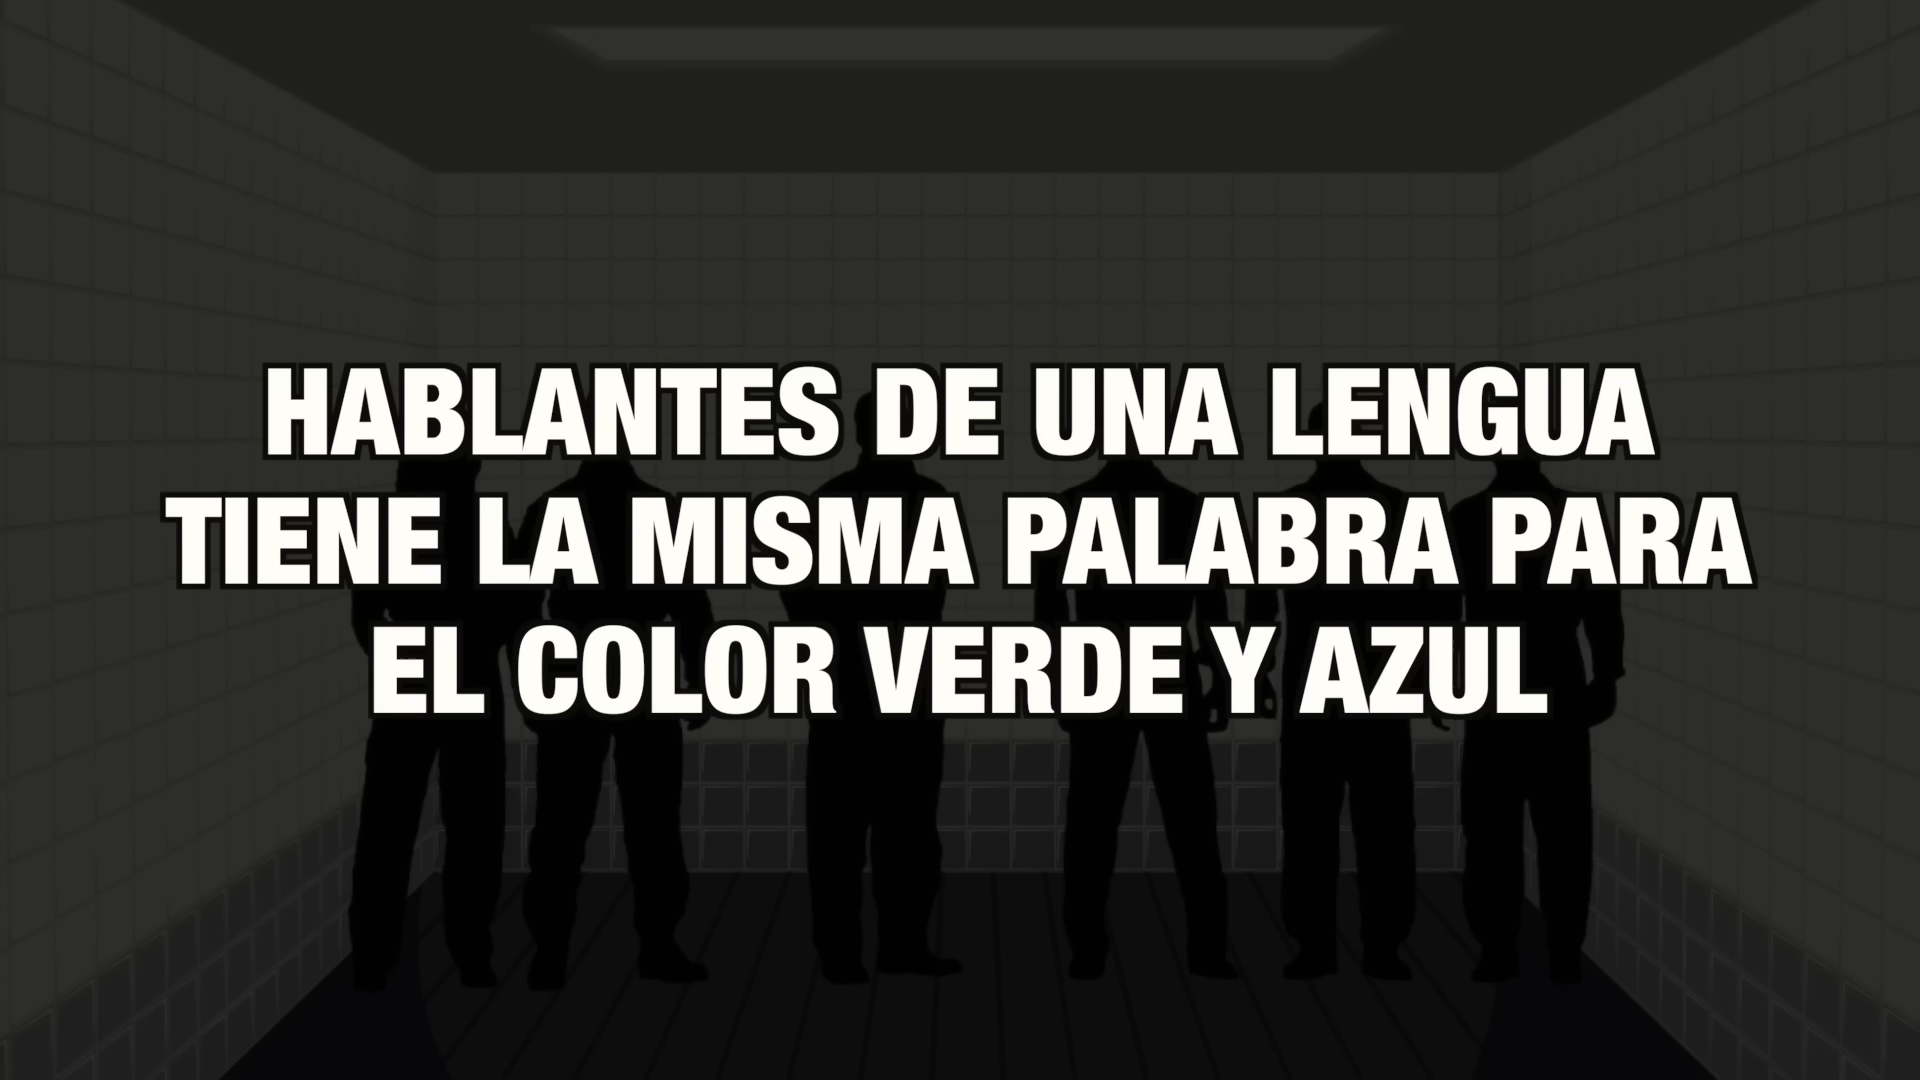 HABLANTES DE UNA LENGUA
TIENE LA MISMA PALABRA PARA
EL COLOR VERDE Y AZUL